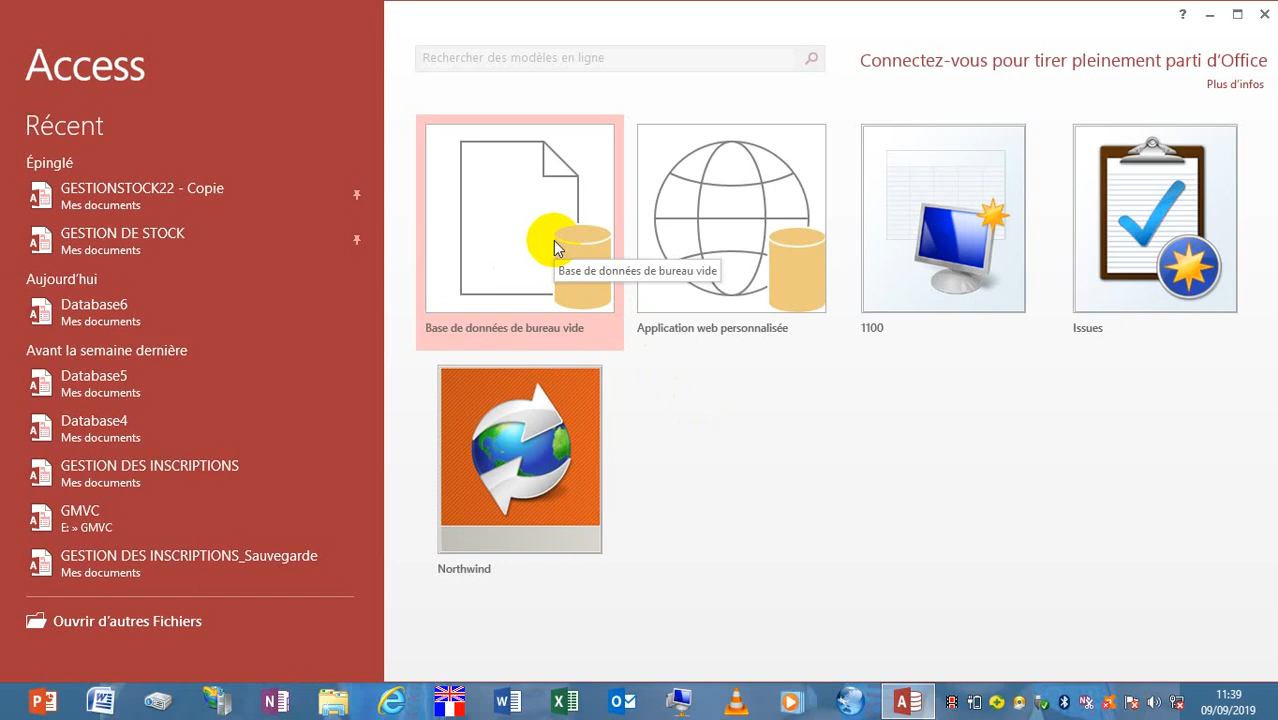 Access
Récent
Épinglé
GESTIONSTOCK22 - Copie
Mes documents
GESTION DE STOCK
Mes documents
Aujourd'hui
Database6
Mes documents
Avant la semaine dernière
Database5
Mes documents
Database4
Mes documents
GESTION DES INSCRIPTIONS
Mes documents
GMVC
E: » GMVC
GESTION DES INSCRIPTIONS_Sauvegarde
Mes documents
Ouvrir d'autres Fichiers
Rechercher des modèles en ligne
Connectez-vous pour tirer pleinement parti d'Office
Plus d'infos
Base de données de bureau vide
Base de données de bureau vide
Application web personnalisée
1100
Issues
Northwind
11:39
09/09/2019